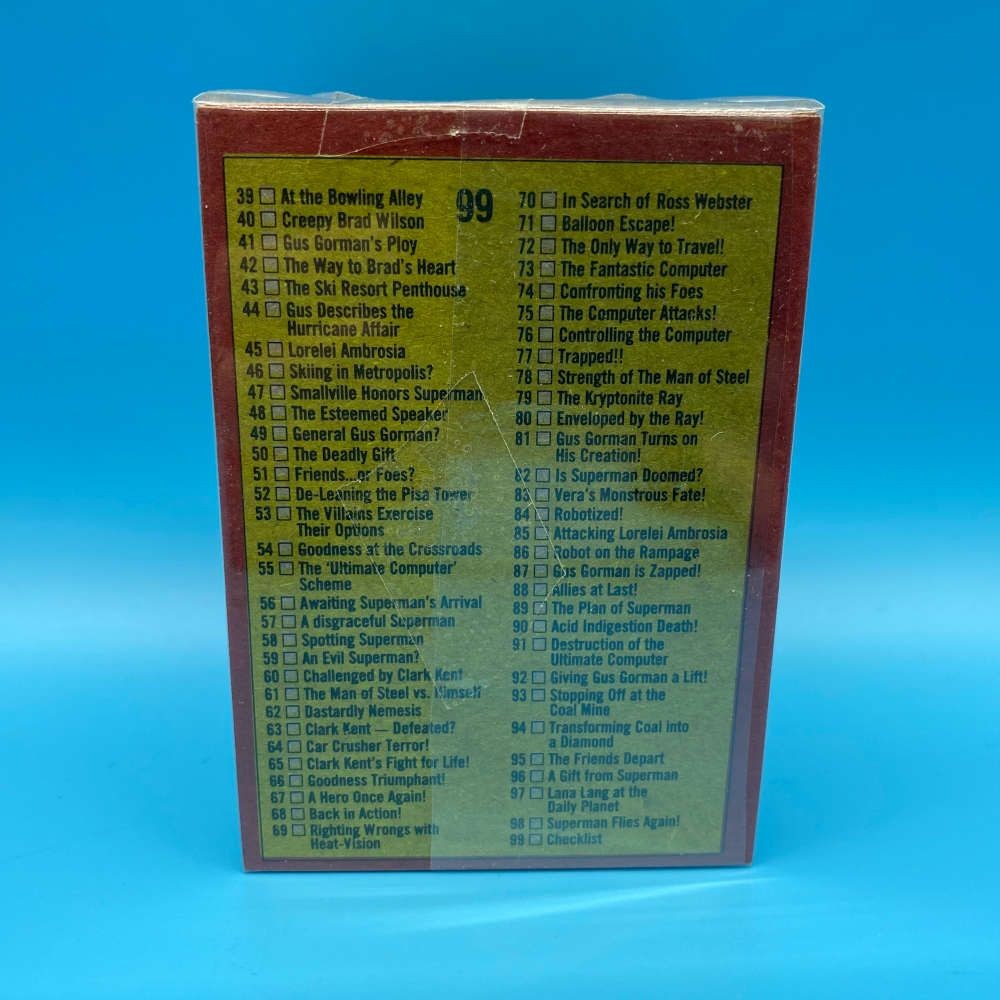 99
39 At the Bowling Alley
40 Creepy Brad Wilson
41 Gus Gorman's Ploy
42 The Way to Brad's Heart
43 The Ski Resort Penthouse
44 Gus Describes the
Hurricane Affair
45 Lorelei Ambrosia
46 Skiing in Metropolis?
47 Smallville Honors Superman
48 The Esteemed Speaker
49 General Gus Gorman?
50 The Deadly Gift
51 Friends...or Foes?
52 De-Leaning the Pisa Tower
53 The Villains Exercise
Their Options
54 Goodness at the Crossroads
55 The 'Ultimate Computer'
Scheme
56 Awaiting Superman's Arrival
57 A disgraceful Superman
58 Spotting Superman
59 An Evil Superman?
60 Challenged by Clark Kent
61 The Man of Steel vs. Himself
62 Dastardly Nemesis
63 Clark Kent — Defeated?
64 Car Crusher Terror!
65 Clark Kent's Fight for Life!
66 Goodness Triumphant!
67 A Hero Once Again!
68 Back in Action!
69 Righting Wrongs with
Heat-Vision
70 In Search of Ross Webster
71 Balloon Escape!
72 The Only Way to Travel!
73 The Fantastic Computer
74 Confronting his Foes
75 The Computer Attacks!
76 Controlling the Computer
77 Trapped!!
78 Strength of The Man of Steel
79 The Kryptonite Ray
80 Enveloped by the Ray!
81 Gus Gorman Turns on
His Creation!
82 Is Superman Doomed?
83 Vera's Monstrous Fate!
84 Robotized!
85 Attacking Lorelei Ambrosia
86 Robot on the Rampage
87 Gus Gorman is Zapped!
88 Allies at Last!
89 The Plan of Superman
90 Acid Indigestion Death!
91 Destruction of the
Ultimate Computer
92 Giving Gus Gorman a Lift!
93 Stopping Off at the
Coal Mine
94 Transforming Coal into
a Diamond
95 The Friends Depart
96 A Gift from Superman
97 Lana Lang at the
Daily Planet
98 Superman Flies Again!
99 Checklist